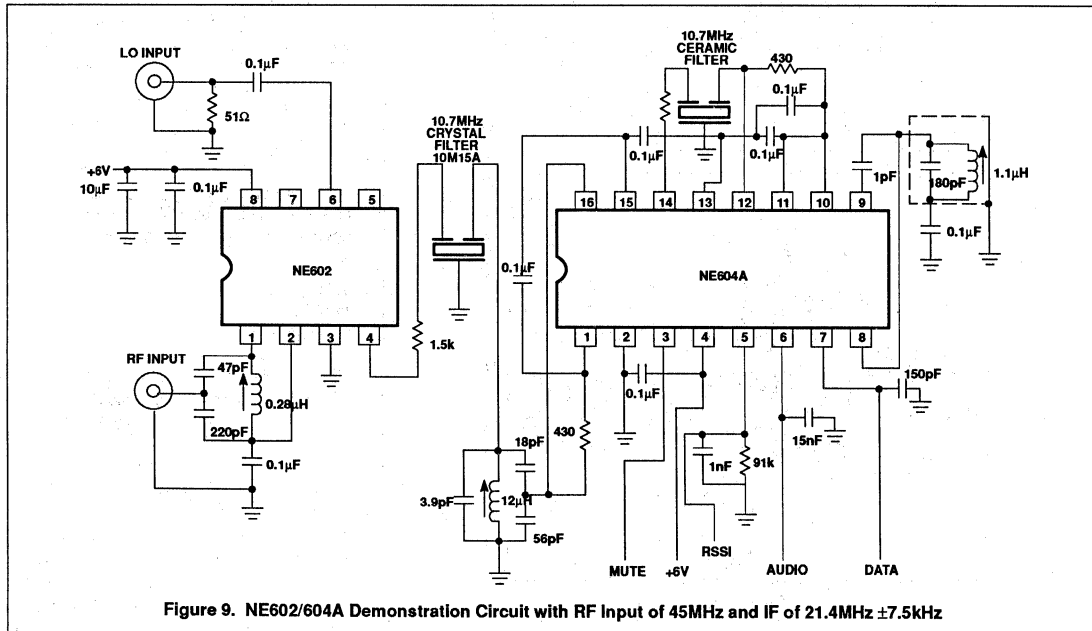 LO INPUT
0.1µF
51Ω
+6V
10µF
0.1µF
8 7 6 5
NE602
1 2 3 4
RF INPUT
47pF
0.28µH
220pF
0.1µF
1.5k
10.7MHz
CRYSTAL
FILTER
10M15A
10.7MHz
CERAMIC
FILTER
430
0.1µF
0.1µF
0.1µF
0.1µF
1pF
180pF
1.1µH
0.1µF
16 15 14 13 12 11 10 9
NE604A
1 2 3 4 5 6 7 8
430
0.1µF
18pF
3.9pF
12µH
56pF
1nF
91k
15nF
150pF
MUTE
+6V
RSSI
AUDIO
DATA
Figure 9. NE602/604A Demonstration Circuit with RF Input of 45MHz and IF of 21.4MHz ±7.5kHz